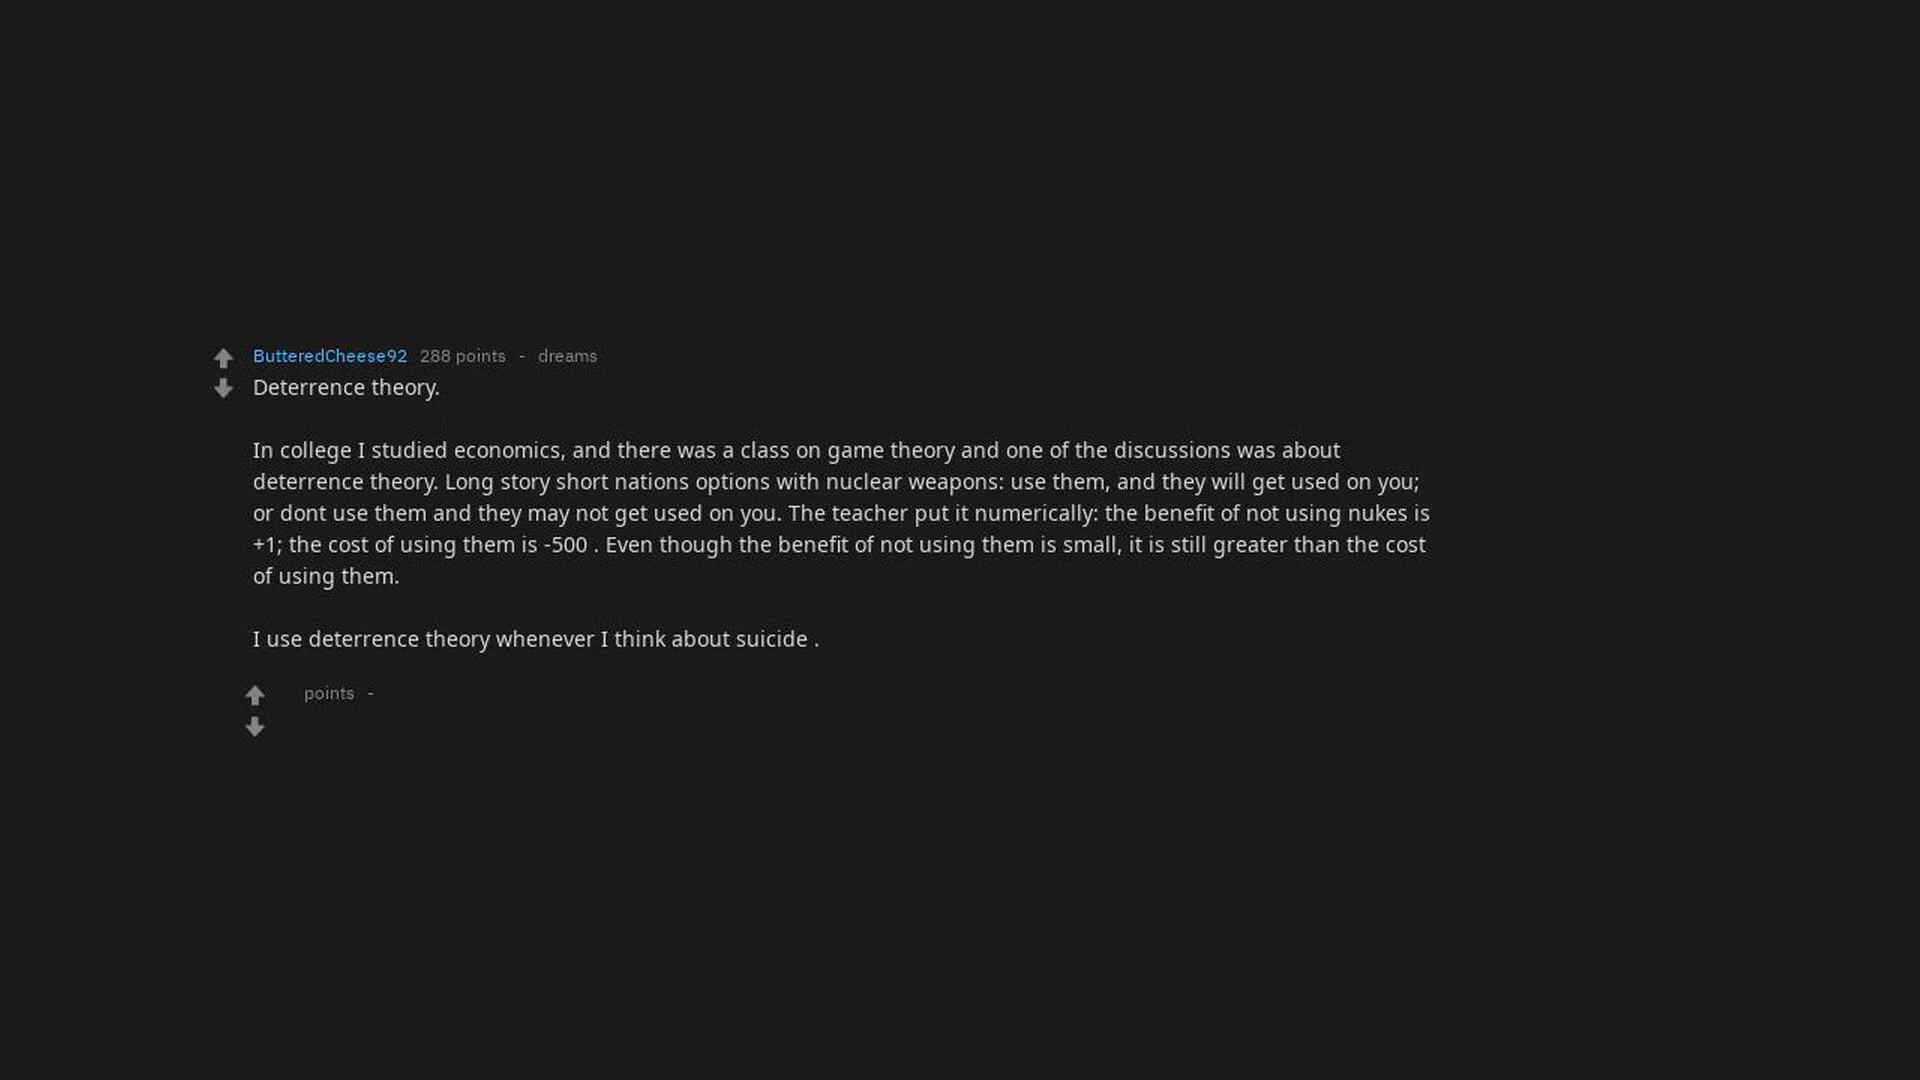 ButteredCheese92 288 points - dreams
Deterrence theory.
In college I studied economics, and there was a class on game theory and one of the discussions was about
deterrence theory. Long story short nations options with nuclear weapons: use them, and they will get used on you;
or dont use them and they may not get used on you. The teacher put it numerically: the benefit of not using nukes is
+1; the cost of using them is -500 . Even though the benefit of not using them is small, it is still greater than the cost
of using them.
I use deterrence theory whenever I think about suicide .
points -